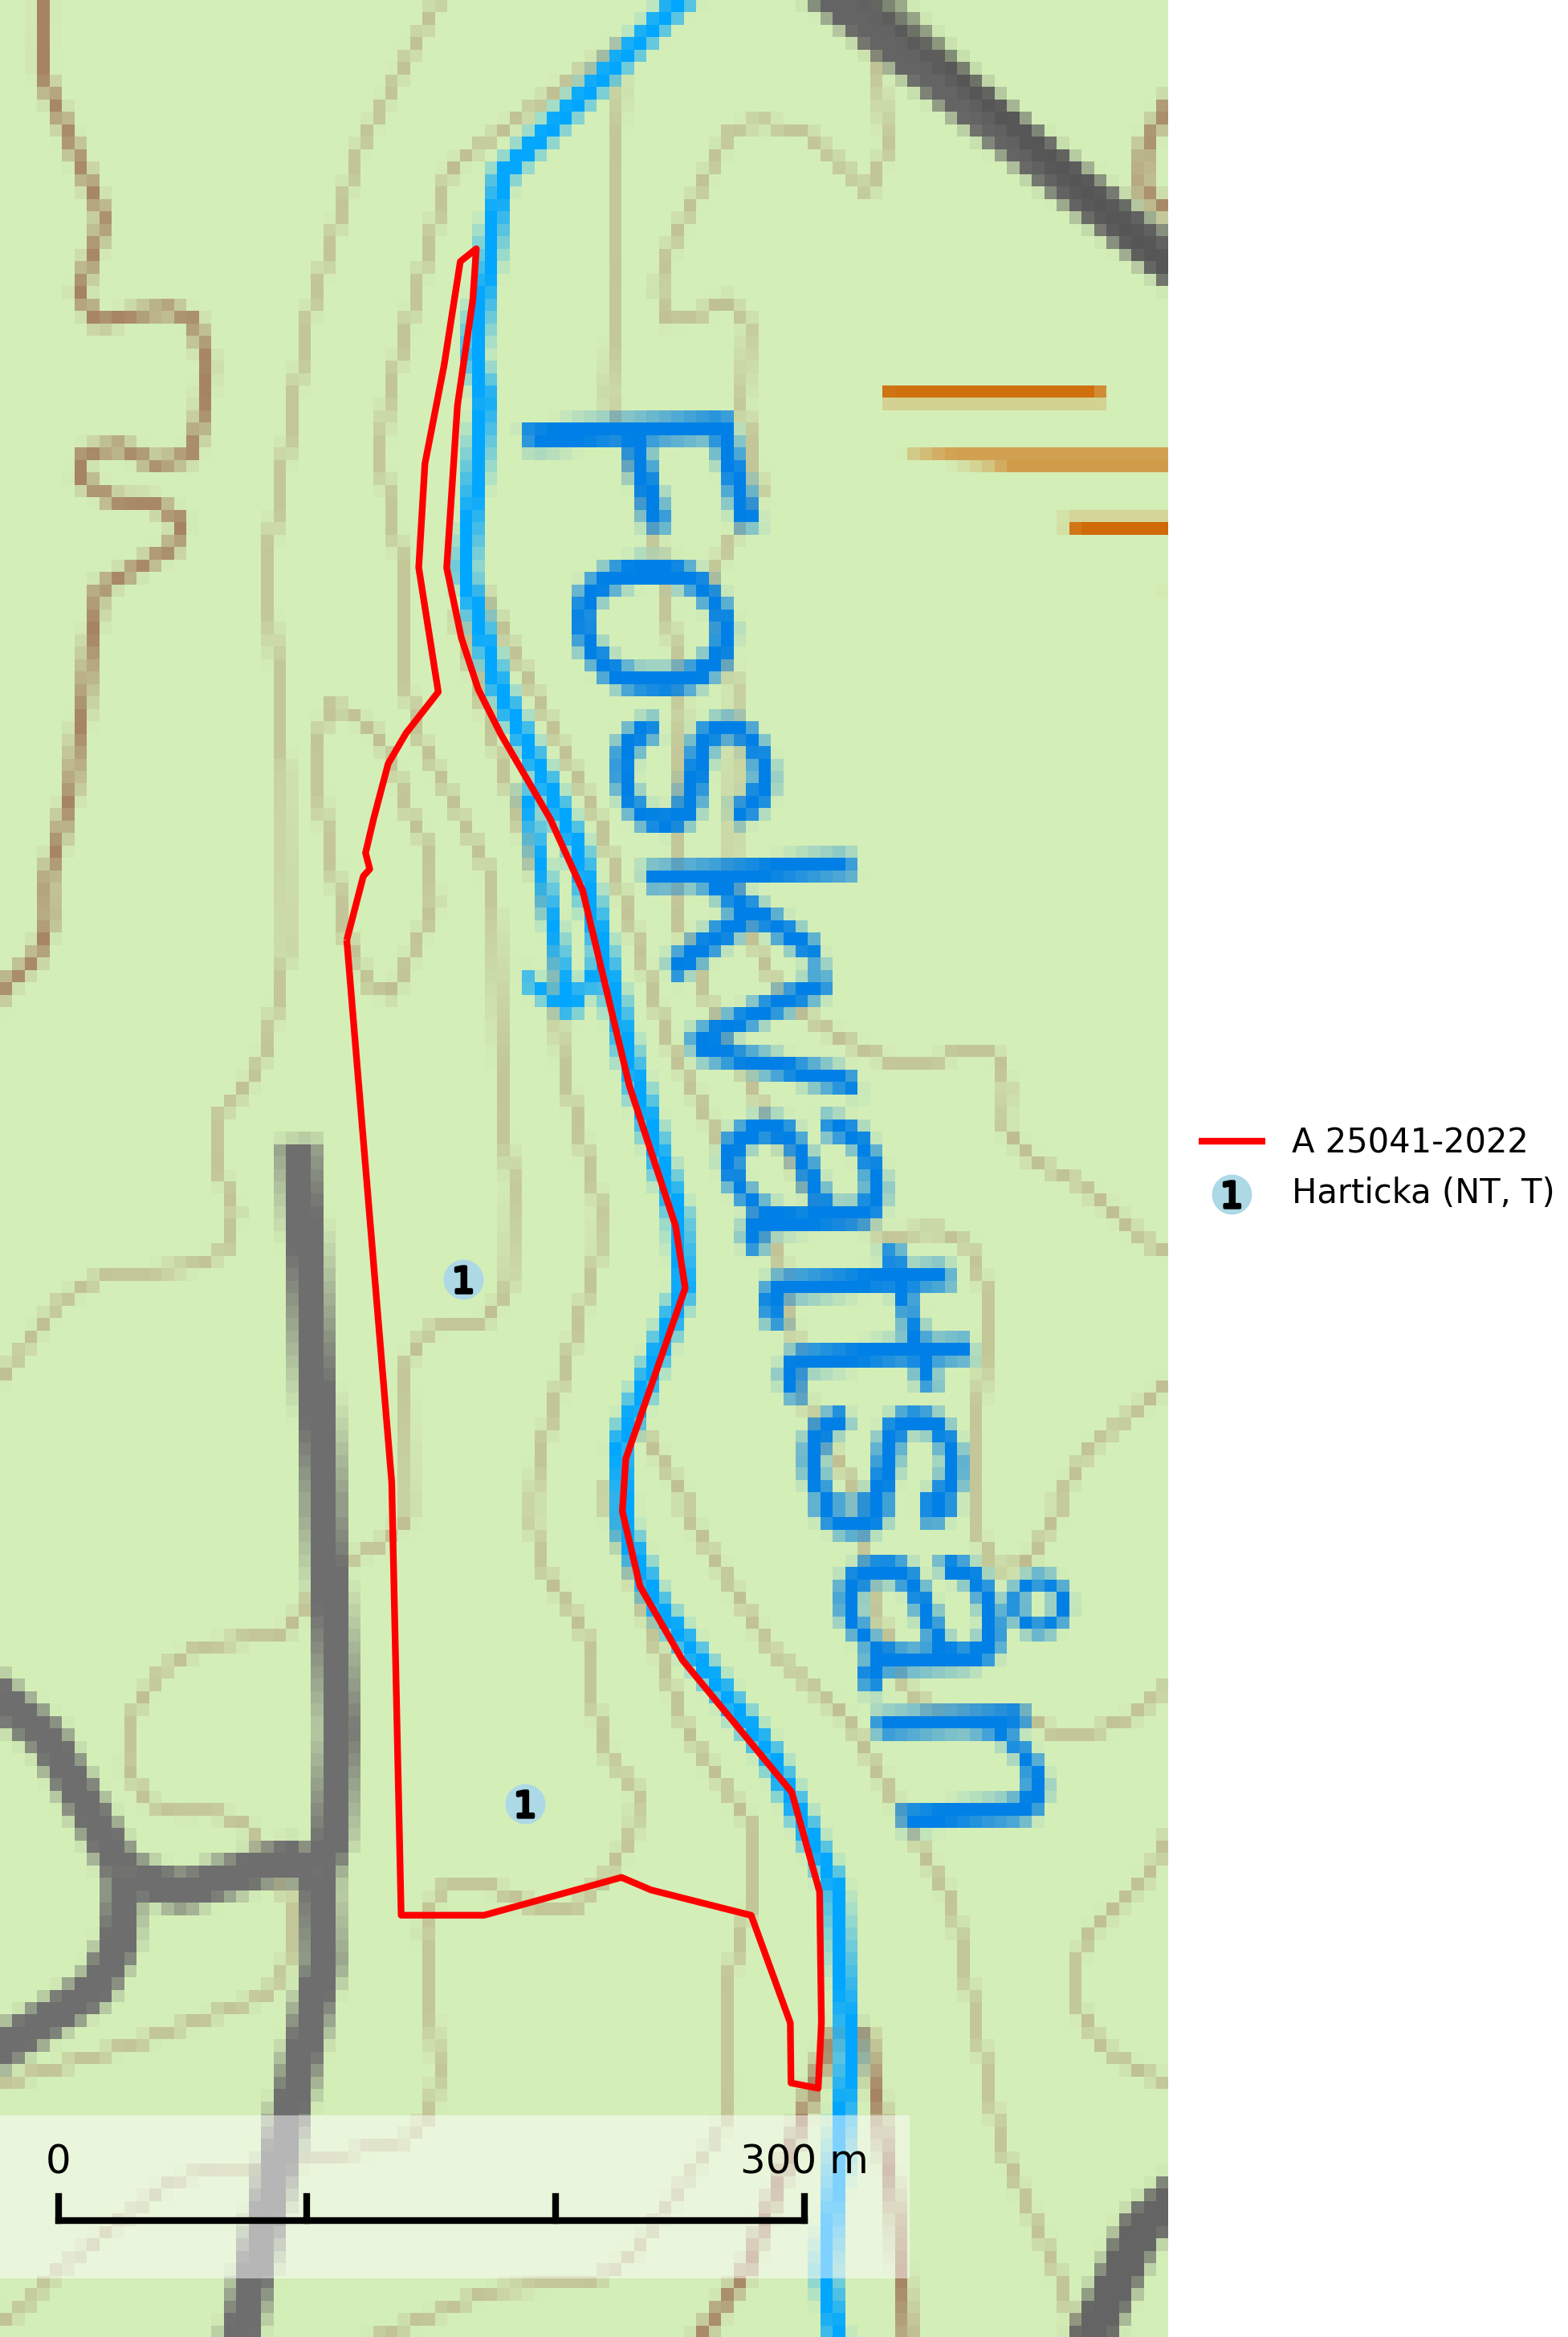 Foskvattsån
1
1
A 25041-2022
1 Harticka (NT, T)
0 300 m